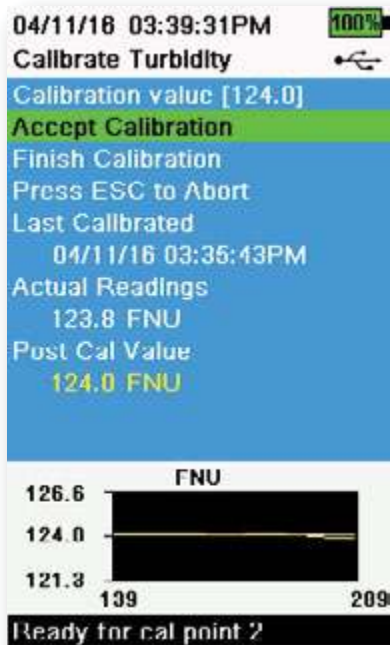 04/11/16 03:39:31PM 100%
Calibrate Turbidity
Calibration value [124.0]
Accept Calibration
Finish Calibration
Press ESC to Abort
Last Calibrated
04/11/16 03:35:43PM
Actual Readings
123.8 FNU
Post Cal Value
124.0 FNU
FNU
126.6
124.0
121.3
139
Ready for cal point 2